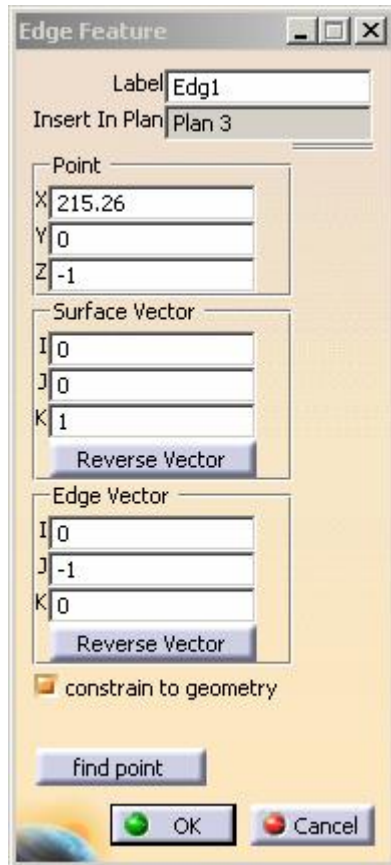 Edge Feature
Label Edg1
Insert In Plan Plan 3
Point
X 215.26
Y 0
Z -1
Surface Vector
I 0
J 0
K 1
Reverse Vector
Edge Vector
I 0
J -1
K 0
Reverse Vector
constrain to geometry
find point
OK Cancel